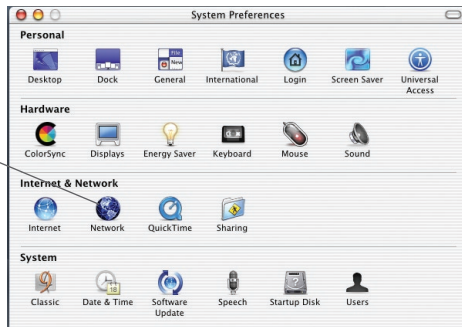 System Preferences
Personal
Desktop Dock General International Login Screen Saver Universal Access
Hardware
ColorSync Displays Energy Saver Keyboard Mouse Sound
Internet & Network
Internet Network QuickTime Sharing
System
Classic Date & Time Software Update Speech Startup Disk Users